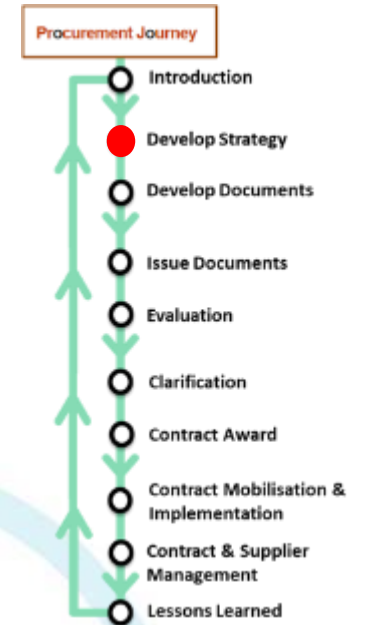 Procurement Journey
Introduction
Develop Strategy
Develop Documents
Issue Documents
Evaluation
Clarification
Contract Award
Contract Mobilisation &
Implementation
Contract & Supplier
Management
Lessons Learned